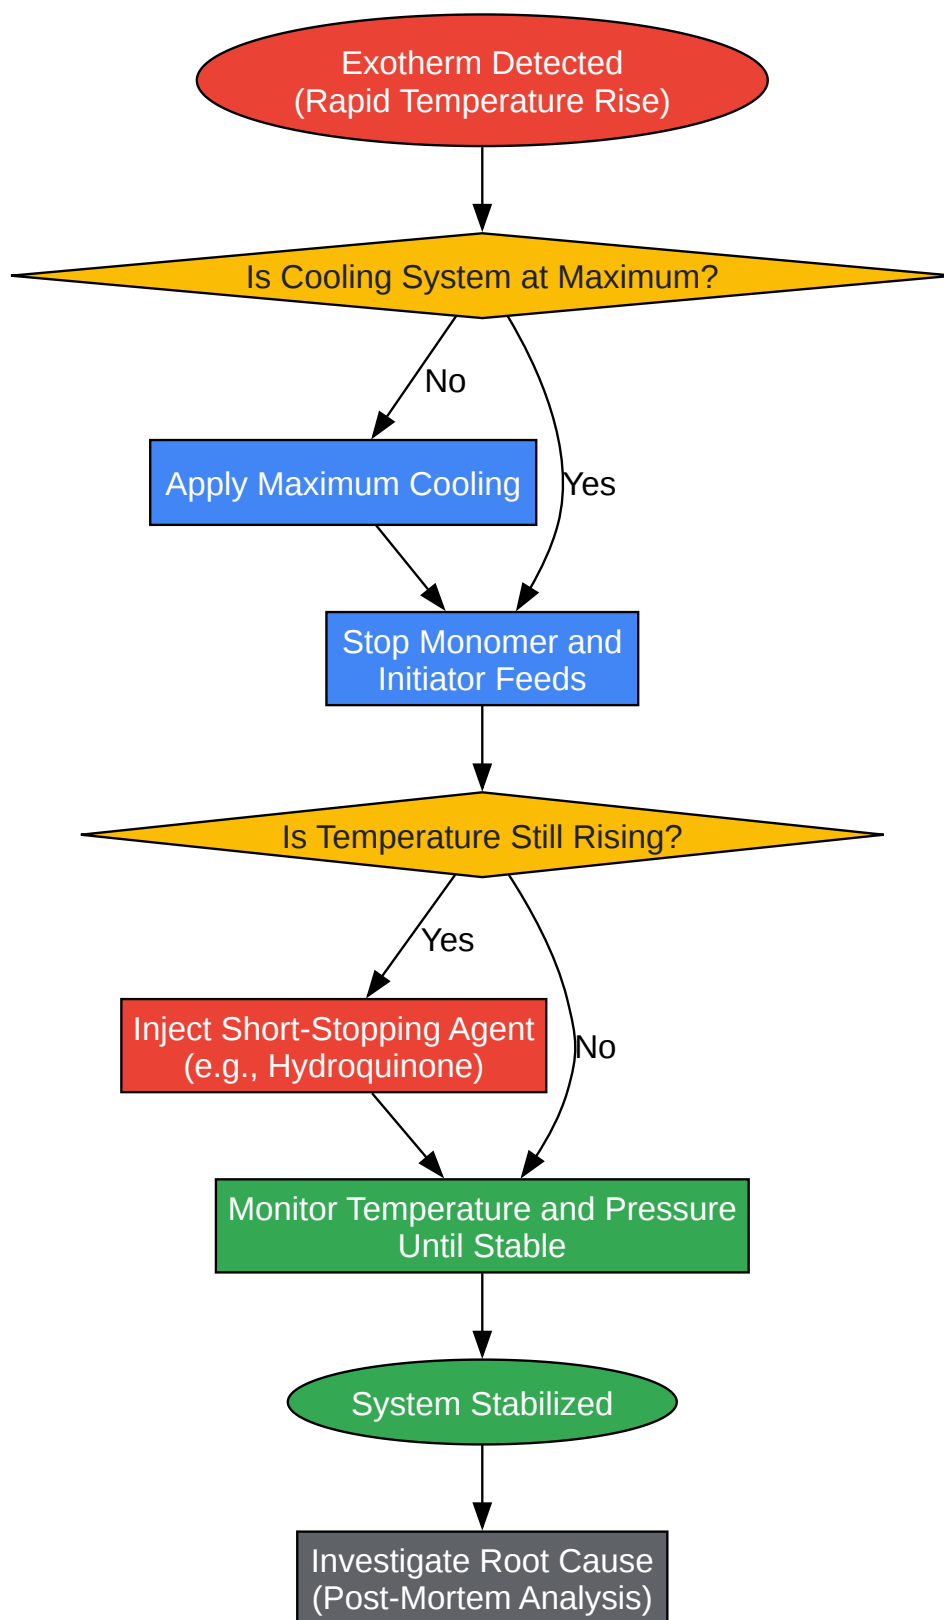 Exotherm Detected
(Rapid Temperature Rise)
Is Cooling System at Maximum?
No
Apply Maximum Cooling
Yes
Stop Monomer and
Initiator Feeds
Is Temperature Still Rising?
Yes
Inject Short-Stopping Agent
(e.g., Hydroquinone)
No
Monitor Temperature and Pressure
Until Stable
System Stabilized
Investigate Root Cause
(Post-Mortem Analysis)